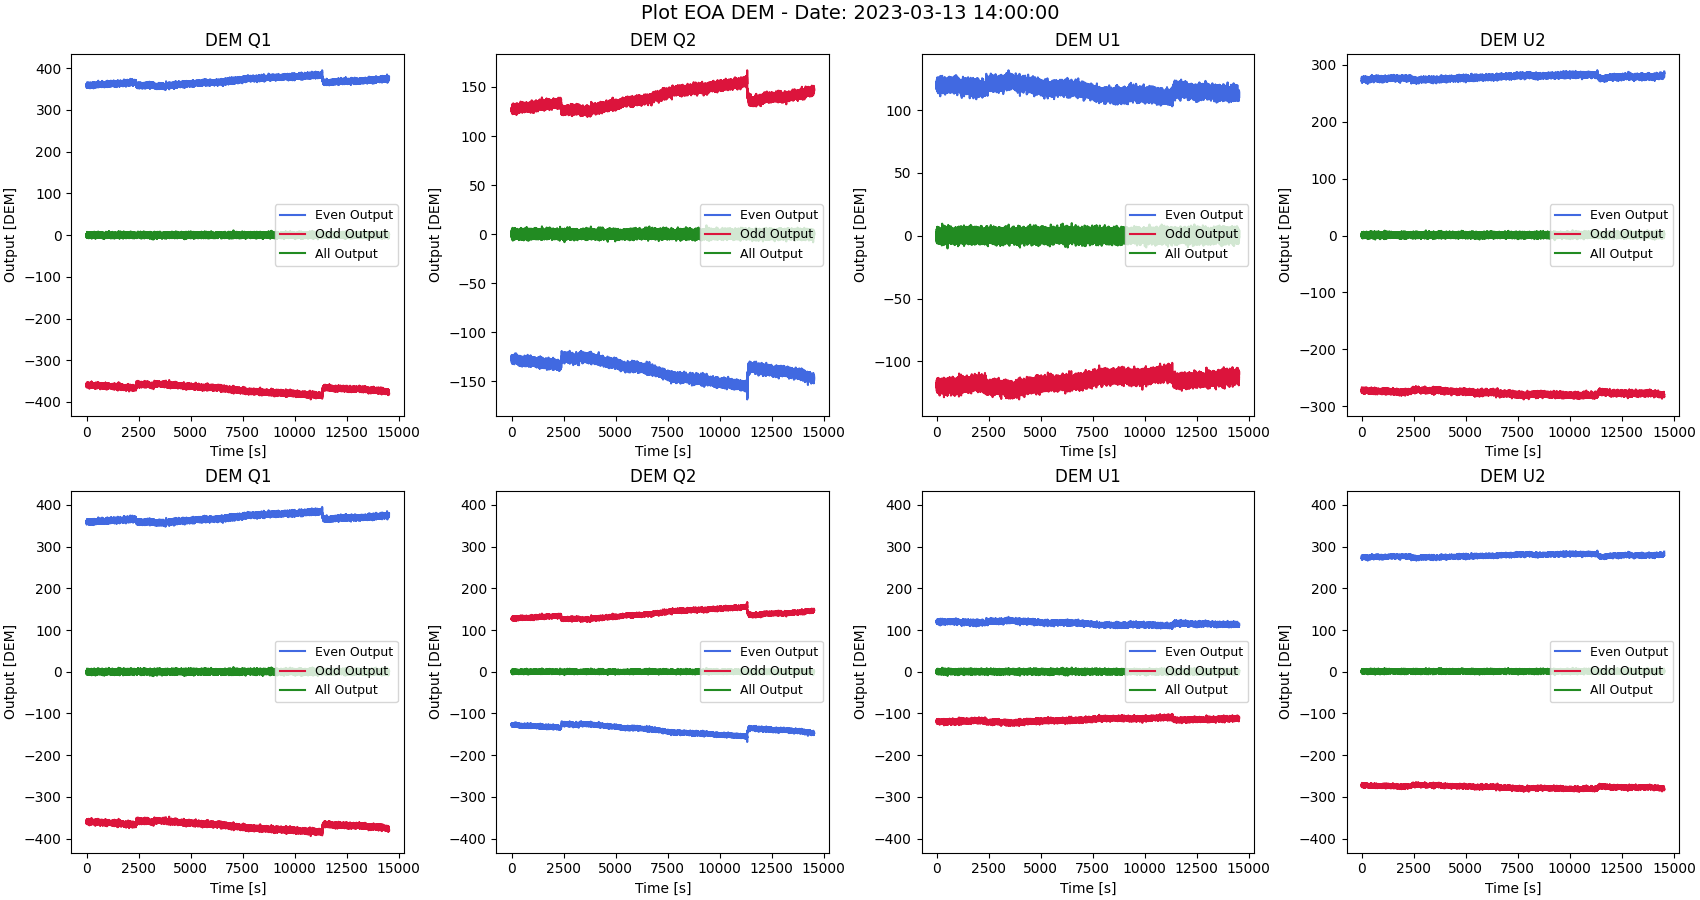 Plot EOA DEM - Date: 2023-03-13 14:00:00
DEM Q1
Output [DEM]
400
300
200
100
0
−100
−200
−300
−400
Even Output
Odd Output
All Output
0 2500 5000 7500 10000 12500 15000
Time [s]
DEM Q2
Output [DEM]
150
100
50
0
−50
−100
−150
Even Output
Odd Output
All Output
0 2500 5000 7500 10000 12500 15000
Time [s]
DEM U1
Output [DEM]
100
50
0
−50
−100
Even Output
Odd Output
All Output
0 2500 5000 7500 10000 12500 15000
Time [s]
DEM U2
Output [DEM]
300
200
100
0
−100
−200
−300
Even Output
Odd Output
All Output
0 2500 5000 7500 10000 12500 15000
Time [s]
DEM Q1
Output [DEM]
400
300
200
100
0
−100
−200
−300
−400
Even Output
Odd Output
All Output
0 2500 5000 7500 10000 12500 15000
Time [s]
DEM Q2
Output [DEM]
400
300
200
100
0
−100
−200
−300
−400
Even Output
Odd Output
All Output
0 2500 5000 7500 10000 12500 15000
Time [s]
DEM U1
Output [DEM]
400
300
200
100
0
−100
−200
−300
−400
Even Output
Odd Output
All Output
0 2500 5000 7500 10000 12500 15000
Time [s]
DEM U2
Output [DEM]
400
300
200
100
0
−100
−200
−300
−400
Even Output
Odd Output
All Output
0 2500 5000 7500 10000 12500 15000
Time [s]